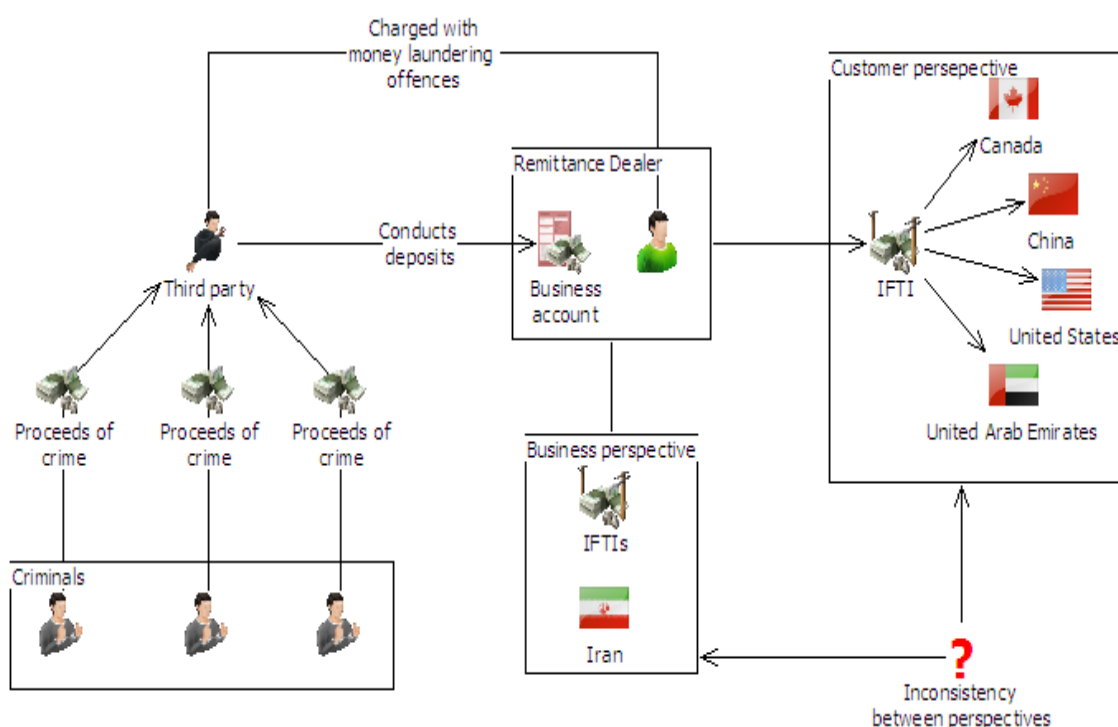 Charged with
money laundering
offences
Customer persepective
Canada
Remittance Dealer
China
Conducts
deposits
Third party
Business
account
IFTI
United States
United Arab Emirates
Proceeds of
crime
Proceeds of
crime
Proceeds of
crime
Business perspective
IFTIs
Iran
Criminals
?
Inconsistency
between perspectives